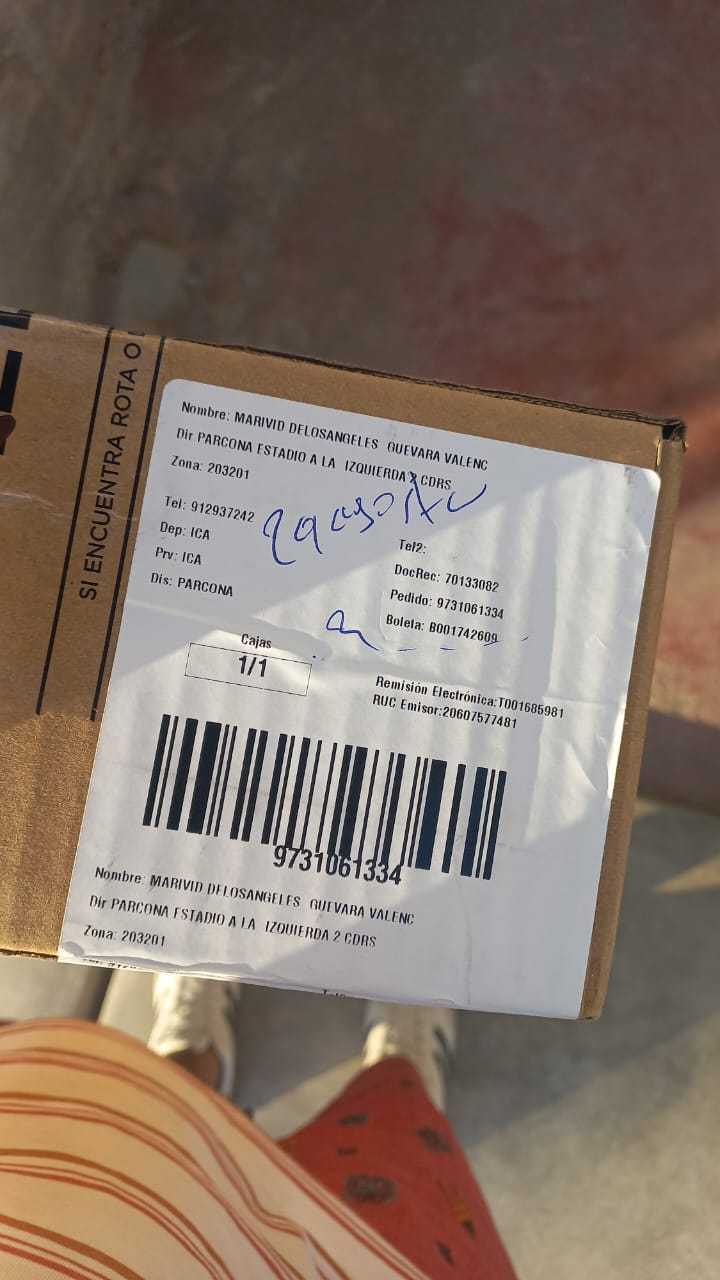 SI ENCUENTRA ROTA O
Nombre: MARIVID DELOSANGELES GUEVARA VALENC
Dir PARCONA ESTADIO A LA IZQUIERDA 2 CDRS
Zona: 203201
Tel: 912937242
Tel2:
Dep: ICA
DocRec: 70133082
Prv: ICA
Pedido: 9731061334
Dis: PARCONA
Boleta: B001742609
Cajas
1/1
Remisión Electrónica:T001685981
RUC Emisor:20607577481
9731061334
Nombre: MARIVID DELOSANGELES GUEVARA VALENC
Dir PARCONA ESTADIO A LA IZQUIERDA 2 CDRS
Zona: 203201